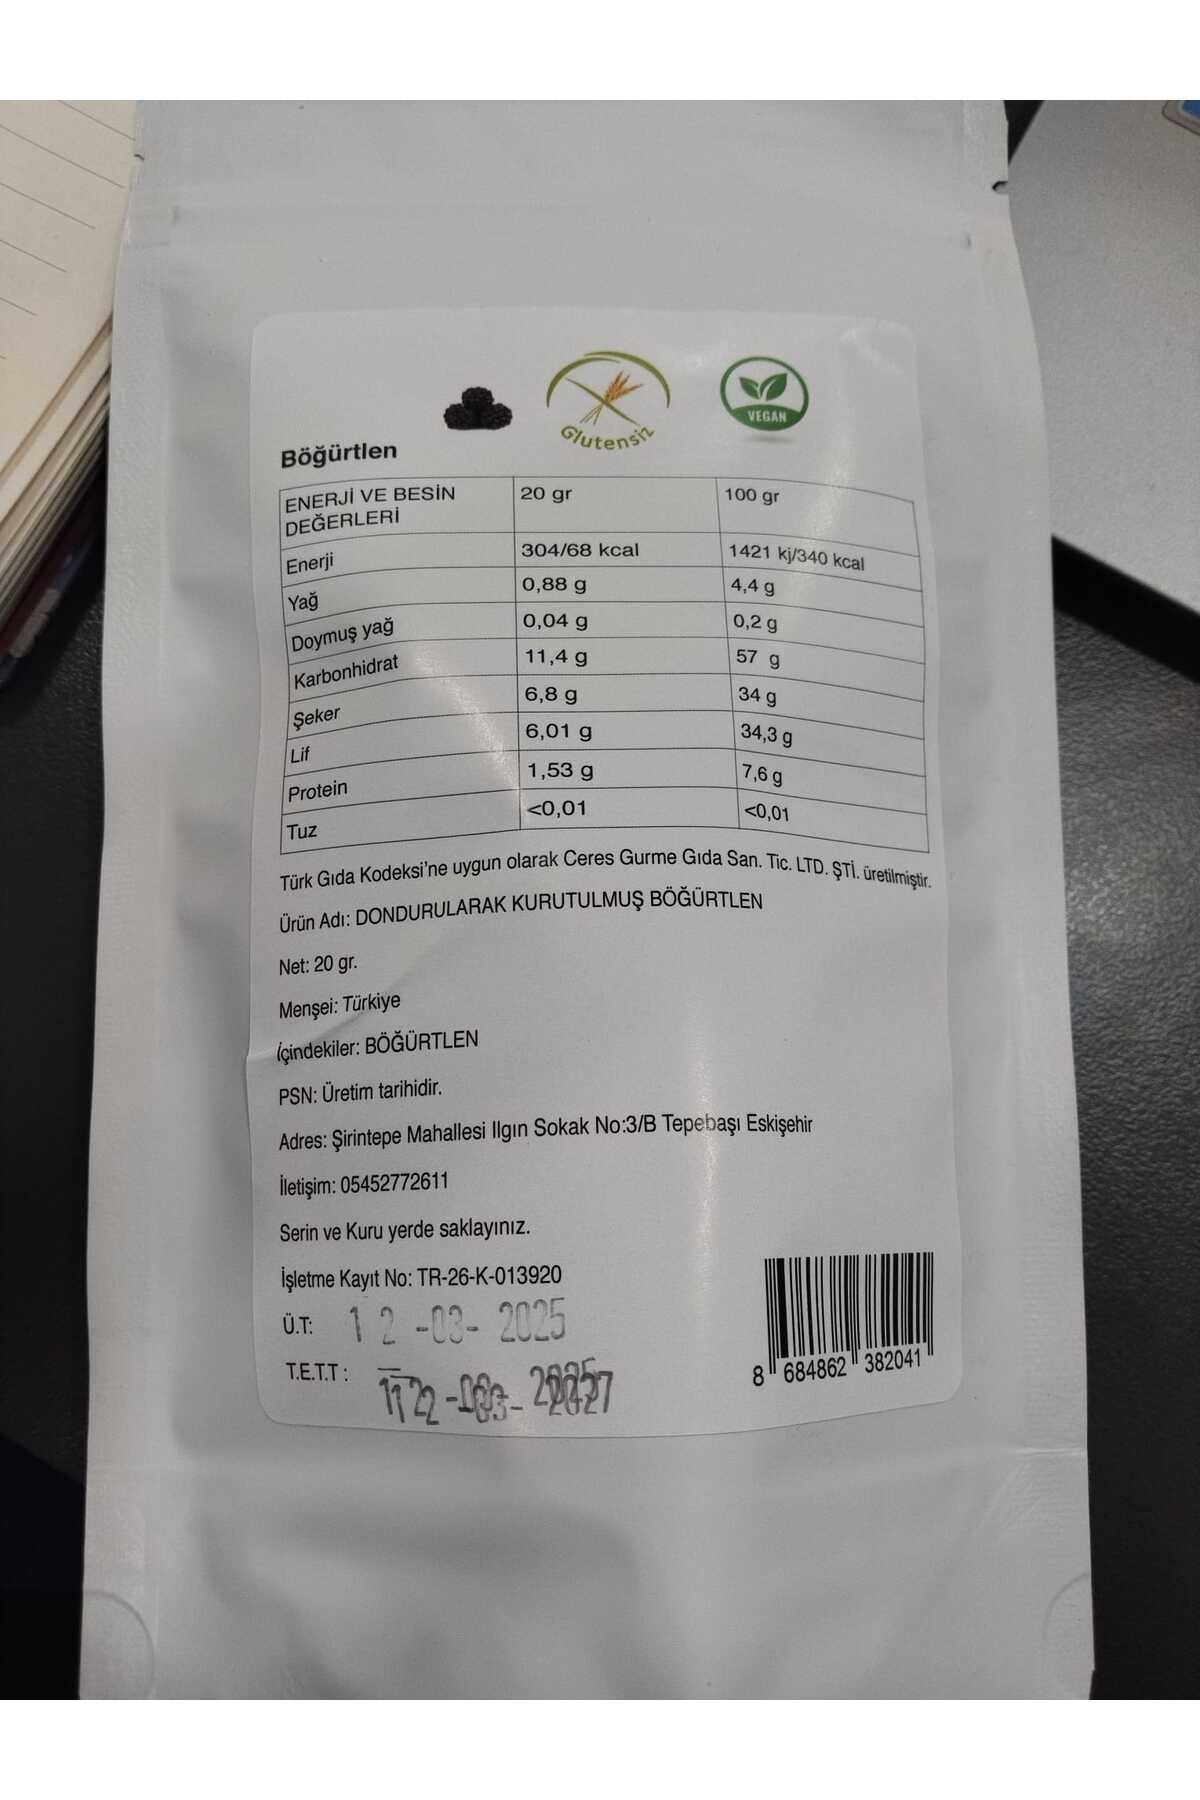 Böğürtlen
Glutensiz
VEGAN
ENERJİ VE BESİN DEĞERLERİ 20 gr 100 gr
Enerji 304/68 kcal 1421 kj/340 kcal
Yağ 0,88 g 4,4 g
Doymuş yağ 0,04 g 0,2 g
Karbonhidrat 11,4 g 57 g
Şeker 6,8 g 34 g
Lif 6,01 g 34,3 g
Protein 1,53 g 7,6 g
Tuz <0,01 <0,01
Türk Gıda Kodeksi'ne uygun olarak Ceres Gurme Gıda San. Tic. LTD. ŞTİ. üretilmiştir.
Ürün Adı: DONDURULARAK KURUTULMUŞ BÖĞÜRTLEN
Net: 20 gr.
Menşei: Türkiye
İçindekiler: BÖĞÜRTLEN
PSN: Üretim tarihidir.
Adres: Şirintepe Mahallesi Ilgın Sokak No:3/B Tepebaşı Eskişehir
İletişim: 05452772611
Serin ve Kuru yerde saklayınız.
İşletme Kayıt No: TR-26-K-013920
Ü.T: 12 -03- 2025
T.E.T.T :
8 684862 382041